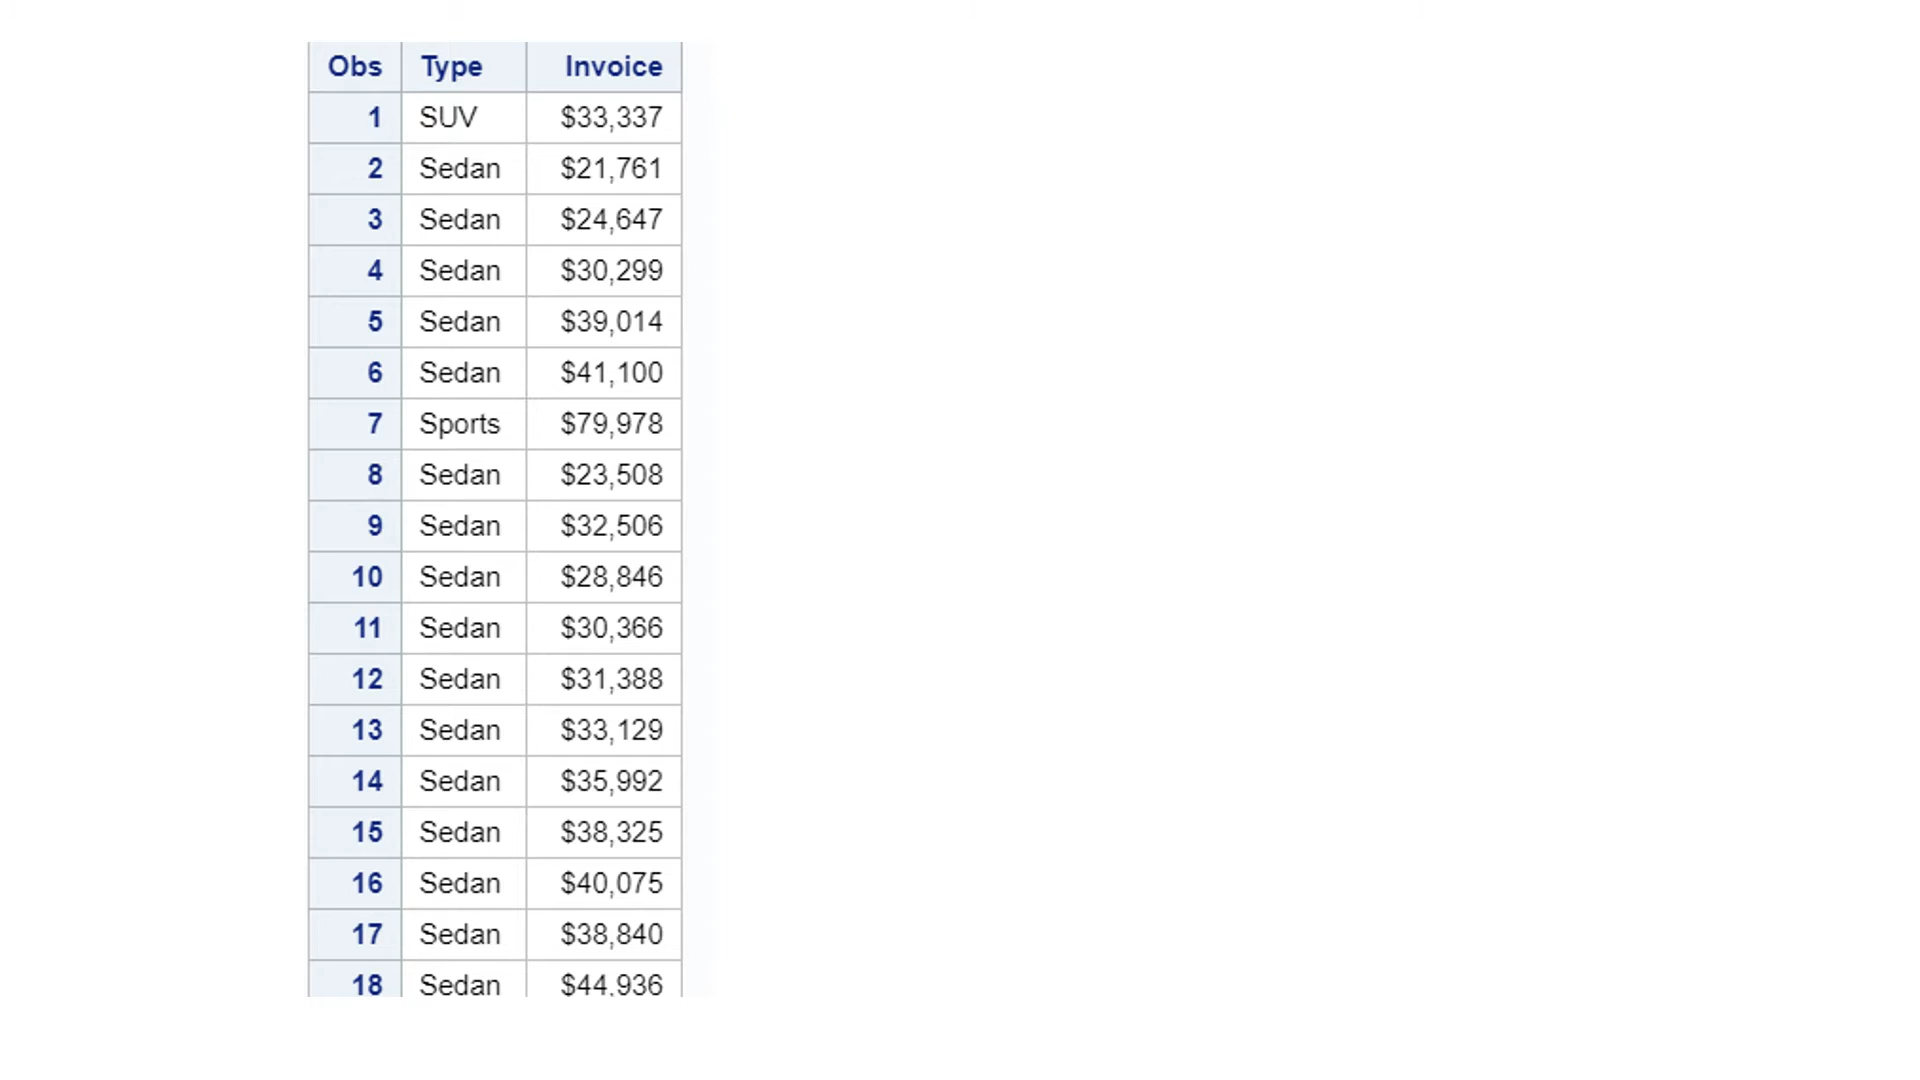 Obs Type Invoice
1 SUV $33,337
2 Sedan $21,761
3 Sedan $24,647
4 Sedan $30,299
5 Sedan $39,014
6 Sedan $41,100
7 Sports $79,978
8 Sedan $23,508
9 Sedan $32,506
10 Sedan $28,846
11 Sedan $30,366
12 Sedan $31,388
13 Sedan $33,129
14 Sedan $35,992
15 Sedan $38,325
16 Sedan $40,075
17 Sedan $38,840
18 Sedan $44,936